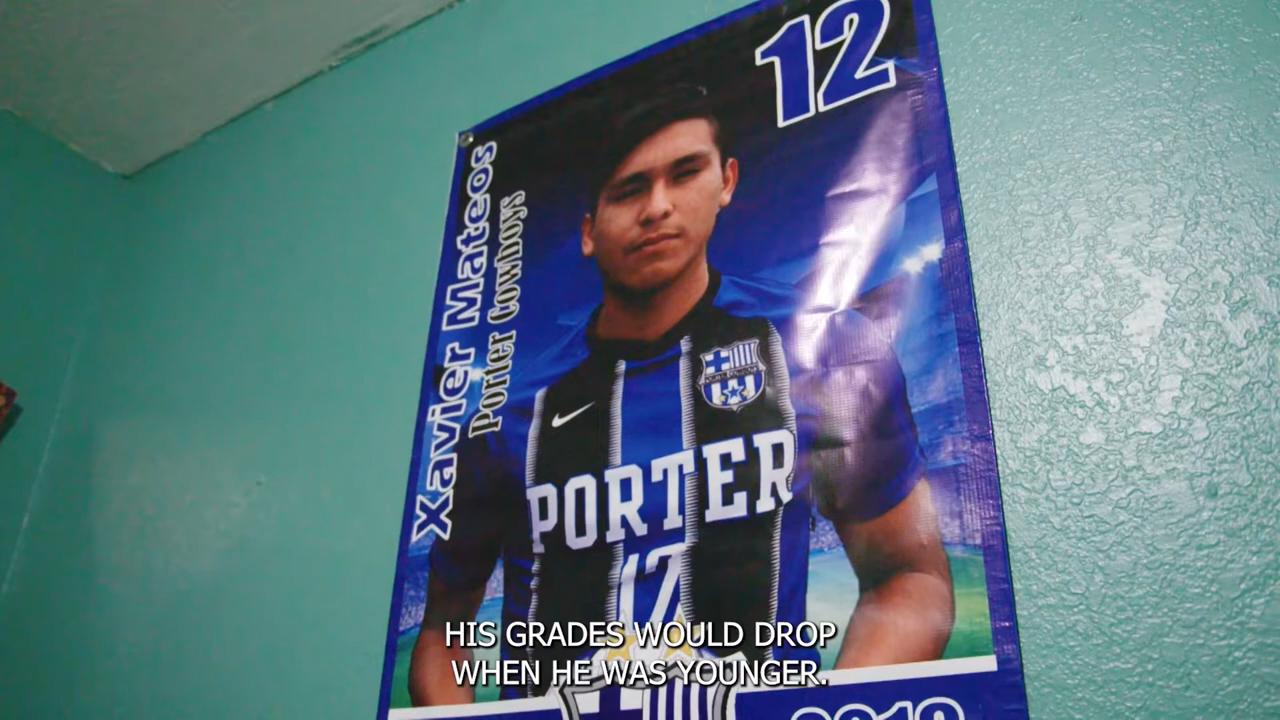 12
Xavier Mateos
Porter Cowboys
PORTER
12
HIS GRADES WOULD DROP
WHEN HE WAS YOUNGER.